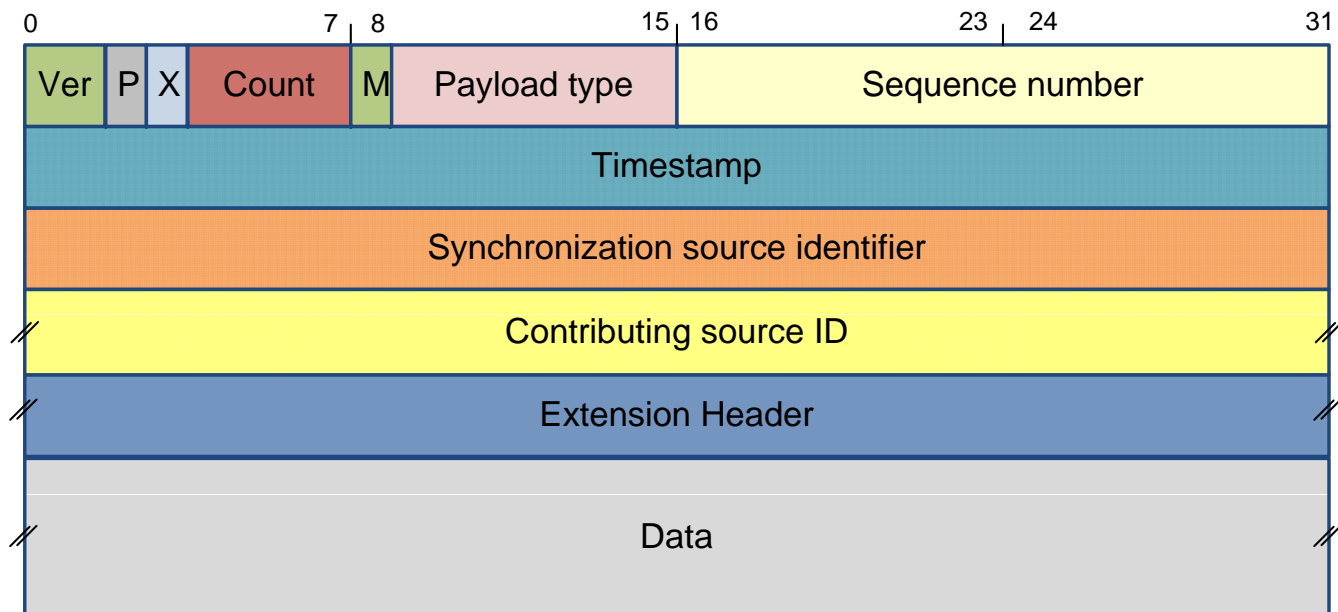 0 7 8 15 16 23 24 31
Ver P X Count M Payload type Sequence number
Timestamp
Synchronization source identifier
Contributing source ID
Extension Header
Data